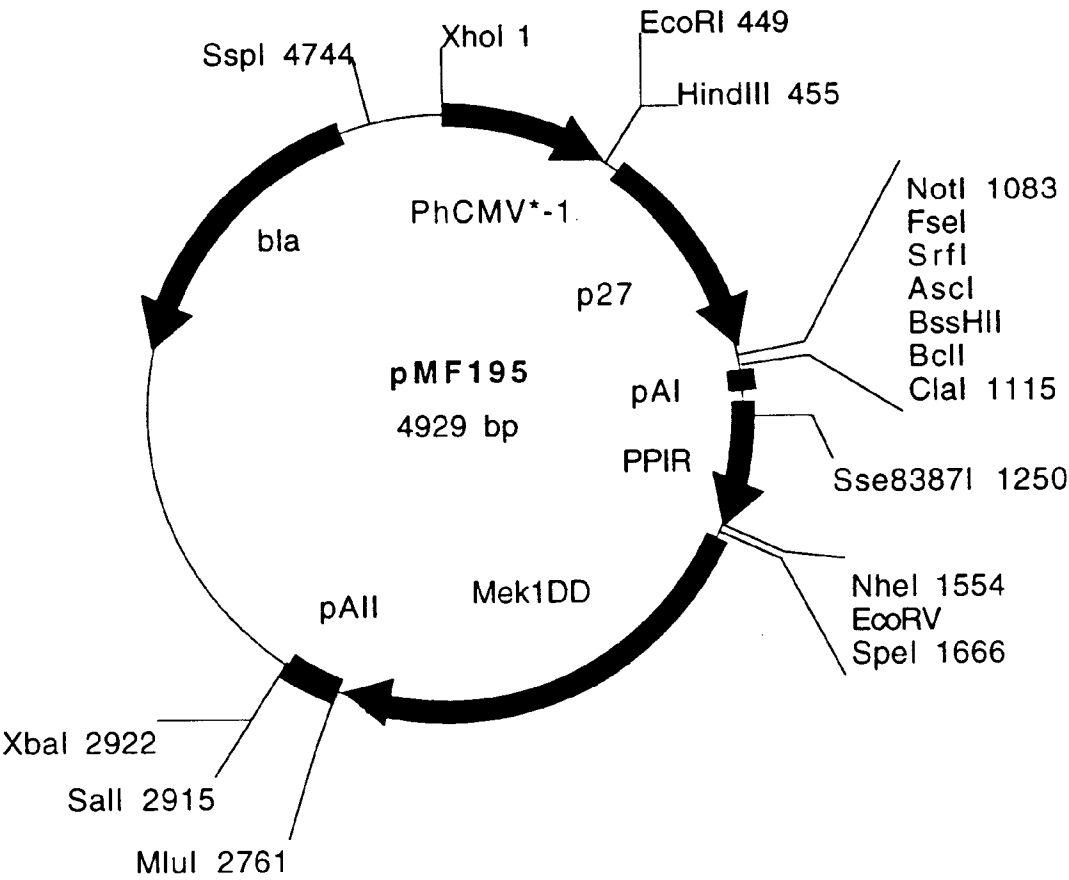 XhoI 1
EcoRI 449
SspI 4744
HindIII 455
NotI 1083
FseI
SrfI
AscI
BssHII
BclI
ClaI 1115
PhCMV*-1
bla
p27
pMF195
4929 bp
pAI
PPIR
Sse8387I 1250
Mek1DD
pAII
NheI 1554
EcoRV
SpeI 1666
XbaI 2922
SalI 2915
MluI 2761